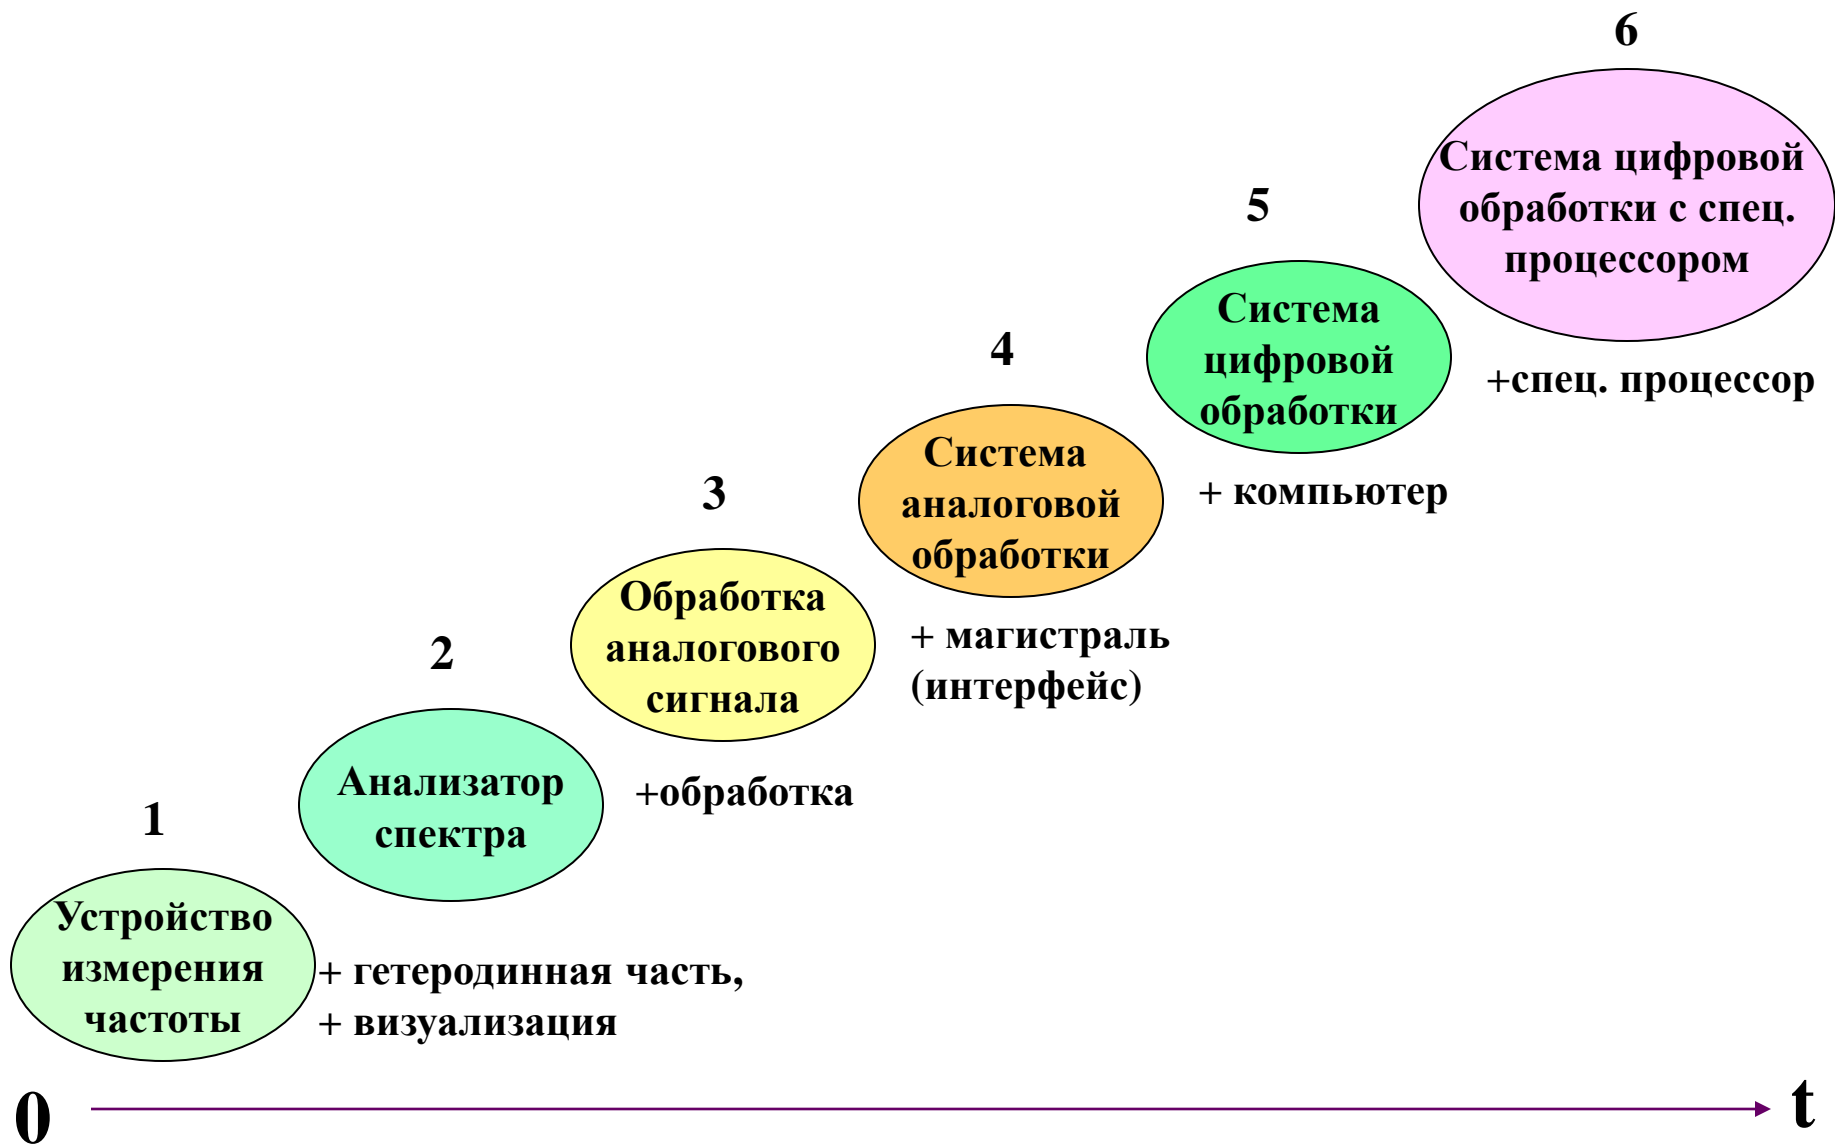 1
Устройство
измерения
частоты
+ гетеродинная часть,
+ визуализация
2
Анализатор
спектра
+обработка
3
Обработка
аналогового
сигнала
+ магистраль
(интерфейс)
4
Система
аналоговой
обработки
+ компьютер
5
Система
цифровой
обработки
+спец. процессор
6
Система цифровой
обработки с спец.
процессором
0
t